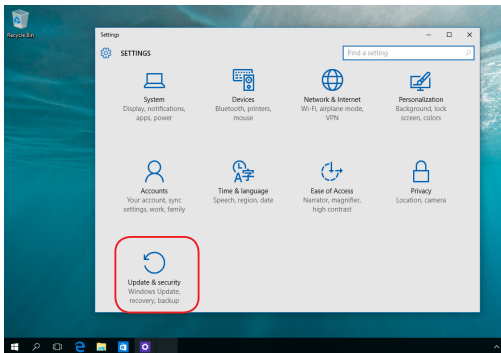 Recycle Bin
Settings
SETTINGS
Find a setting
System
Display, notifications,
apps, power
Devices
Bluetooth, printers,
mouse
Network & Internet
Wi-Fi, airplane mode,
VPN
Personalization
Background, lock
screen, colors
Accounts
Your account, sync
settings, work, family
Time & language
Speech, region, date
Ease of Access
Narrator, magnifier,
high contrast
Privacy
Location, camera
Update & security
Windows Update,
recovery, backup